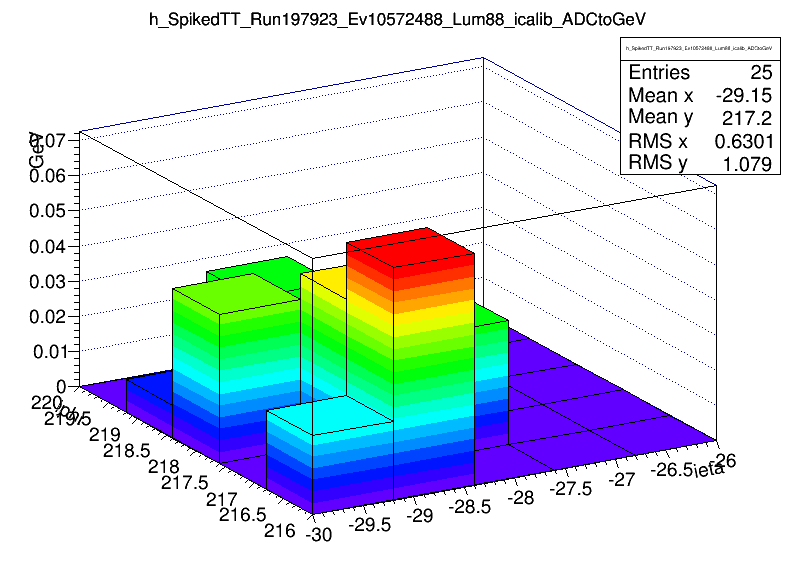 h_SpikedTT_Run197923_Ev10572488_Lum88_icalib_ADCtoGeV
h_SpikedTT_Run197923_Ev10572488_Lum88_icalib_ADCtoGeV
Entries 25
Mean x -29.15
Mean y 217.2
RMS x 0.6301
RMS y 1.079
GeV
0.07
0.06
0.05
0.04
0.03
0.02
0.01
0
220
219.5
219
218.5
218
217.5
217
216.5
216
-30
-29.5
-29
-28.5
-28
-27.5
-27
-26.5
-26
ieta